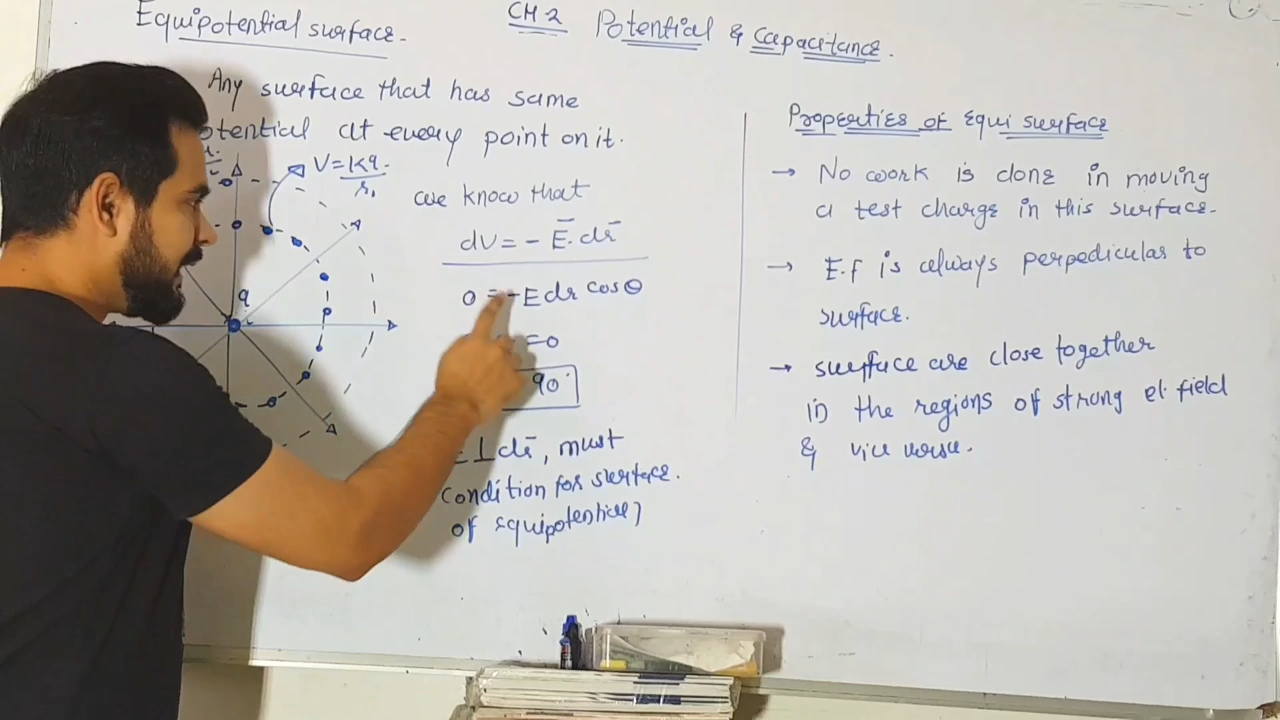 Equipotential surface.
CH-2 Potential & Capacitance.
Any surface that has same
otential at every point on it.
V = Kq
r₁
q
we know that
dV = - E̅. dr̅
0 = -E dr cosθ
= 0
90°
⊥ dr̅, must
condition for surface.
of equipotential
Properties of Equi surface
→ No work is done in moving
a test charge in this surface.
→ E.f is always perpedicular to
surface.
→ surface are close together
in the regions of strong el. field
& vice versa.